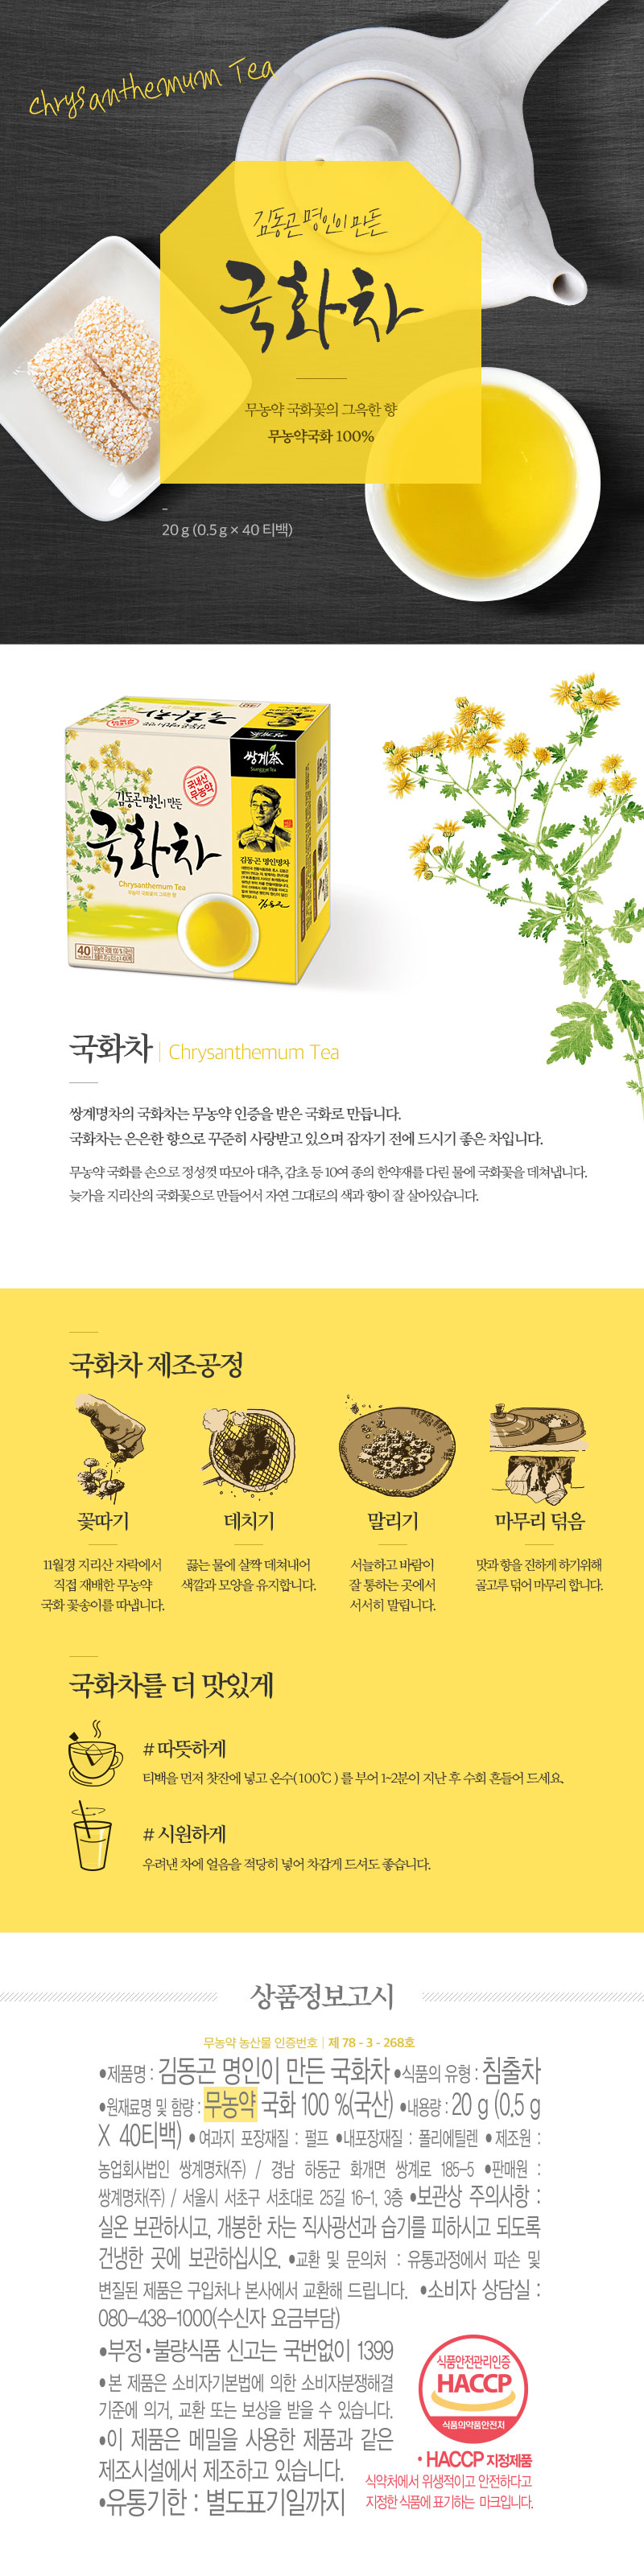 Chrysanthemum Tea
김동곤 명인이 만든
국화차
무농약 국화꽃의 그윽한 향
무농약국화 100%
-
20 g (0.5 g × 40 티백)
쌍계茶
Ssanggye Tea
국내산
무농약
김동곤 명인이 만든
국화차
Chrysanthemum Tea
무농약 국화꽃의 그윽한 향
김동곤 명인명차
40
국화차 | Chrysanthemum Tea
쌍계명차의 국화차는 무농약 인증을 받은 국화로 만듭니다.
국화차는 은은한 향으로 꾸준히 사랑받고 있으며 잠자기 전에 드시기 좋은 차입니다.
무농약 국화를 손으로 정성껏 따모아 대추, 감초 등 10여 종의 한약재를 다린 물에 국화꽃을 데쳐냅니다.
늦가을 지리산의 국화꽃으로 만들어서 자연 그대로의 색과 향이 잘 살아있습니다.
국화차 제조공정
꽃따기
11월경 지리산 자락에서
직접 재배한 무농약
국화 꽃송이를 따냅니다.
데치기
끓는 물에 살짝 데쳐내어
색깔과 모양을 유지합니다.
말리기
서늘하고 바람이
잘 통하는 곳에서
서서히 말립니다.
마무리 덖음
맛과 향을 진하게 하기위해
골고루 덖어 마무리 합니다.
국화차를 더 맛있게
# 따뜻하게
티백을 먼저 찻잔에 넣고 온수( 100℃ ) 를 부어 1~2분이 지난 후 수회 흔들어 드세요.
# 시원하게
우려낸 차에 얼음을 적당히 넣어 차갑게 드셔도 좋습니다.
상품정보고시
무농약 농산물 인증번호 | 제 78 - 3 - 268호
•제품명 : 김동곤 명인이 만든 국화차 •식품의 유형 : 침출차
•원재료명 및 함량 : 무농약 국화 100 %(국산) •내용량 : 20 g (0.5 g
X 40티백) •여과지 포장재질 : 펄프 •내포장재질 : 폴리에틸렌 •제조원 :
농업회사법인 쌍계명차(주) / 경남 하동군 화개면 쌍계로 185-5 •판매원 :
쌍계명차(주) / 서울시 서초구 서초대로 25길 16-1, 3층 •보관상 주의사항 :
실온 보관하시고, 개봉한 차는 직사광선과 습기를 피하시고 되도록
건냉한 곳에 보관하십시오. •교환 및 문의처 : 유통과정에서 파손 및
변질된 제품은 구입처나 본사에서 교환해 드립니다. •소비자 상담실 :
080-438-1000(수신자 요금부담)
•부정•불량식품 신고는 국번없이 1399
•본 제품은 소비자기본법에 의한 소비자분쟁해결
기준에 의거, 교환 또는 보상을 받을 수 있습니다.
•이 제품은 메밀을 사용한 제품과 같은
제조시설에서 제조하고 있습니다.
•유통기한 : 별도표기일까지
식품안전관리인증
HACCP
식품의약품안전처
• HACCP 지정제품
식약처에서 위생적이고 안전하다고
지정한 식품에 표기하는 마크입니다.